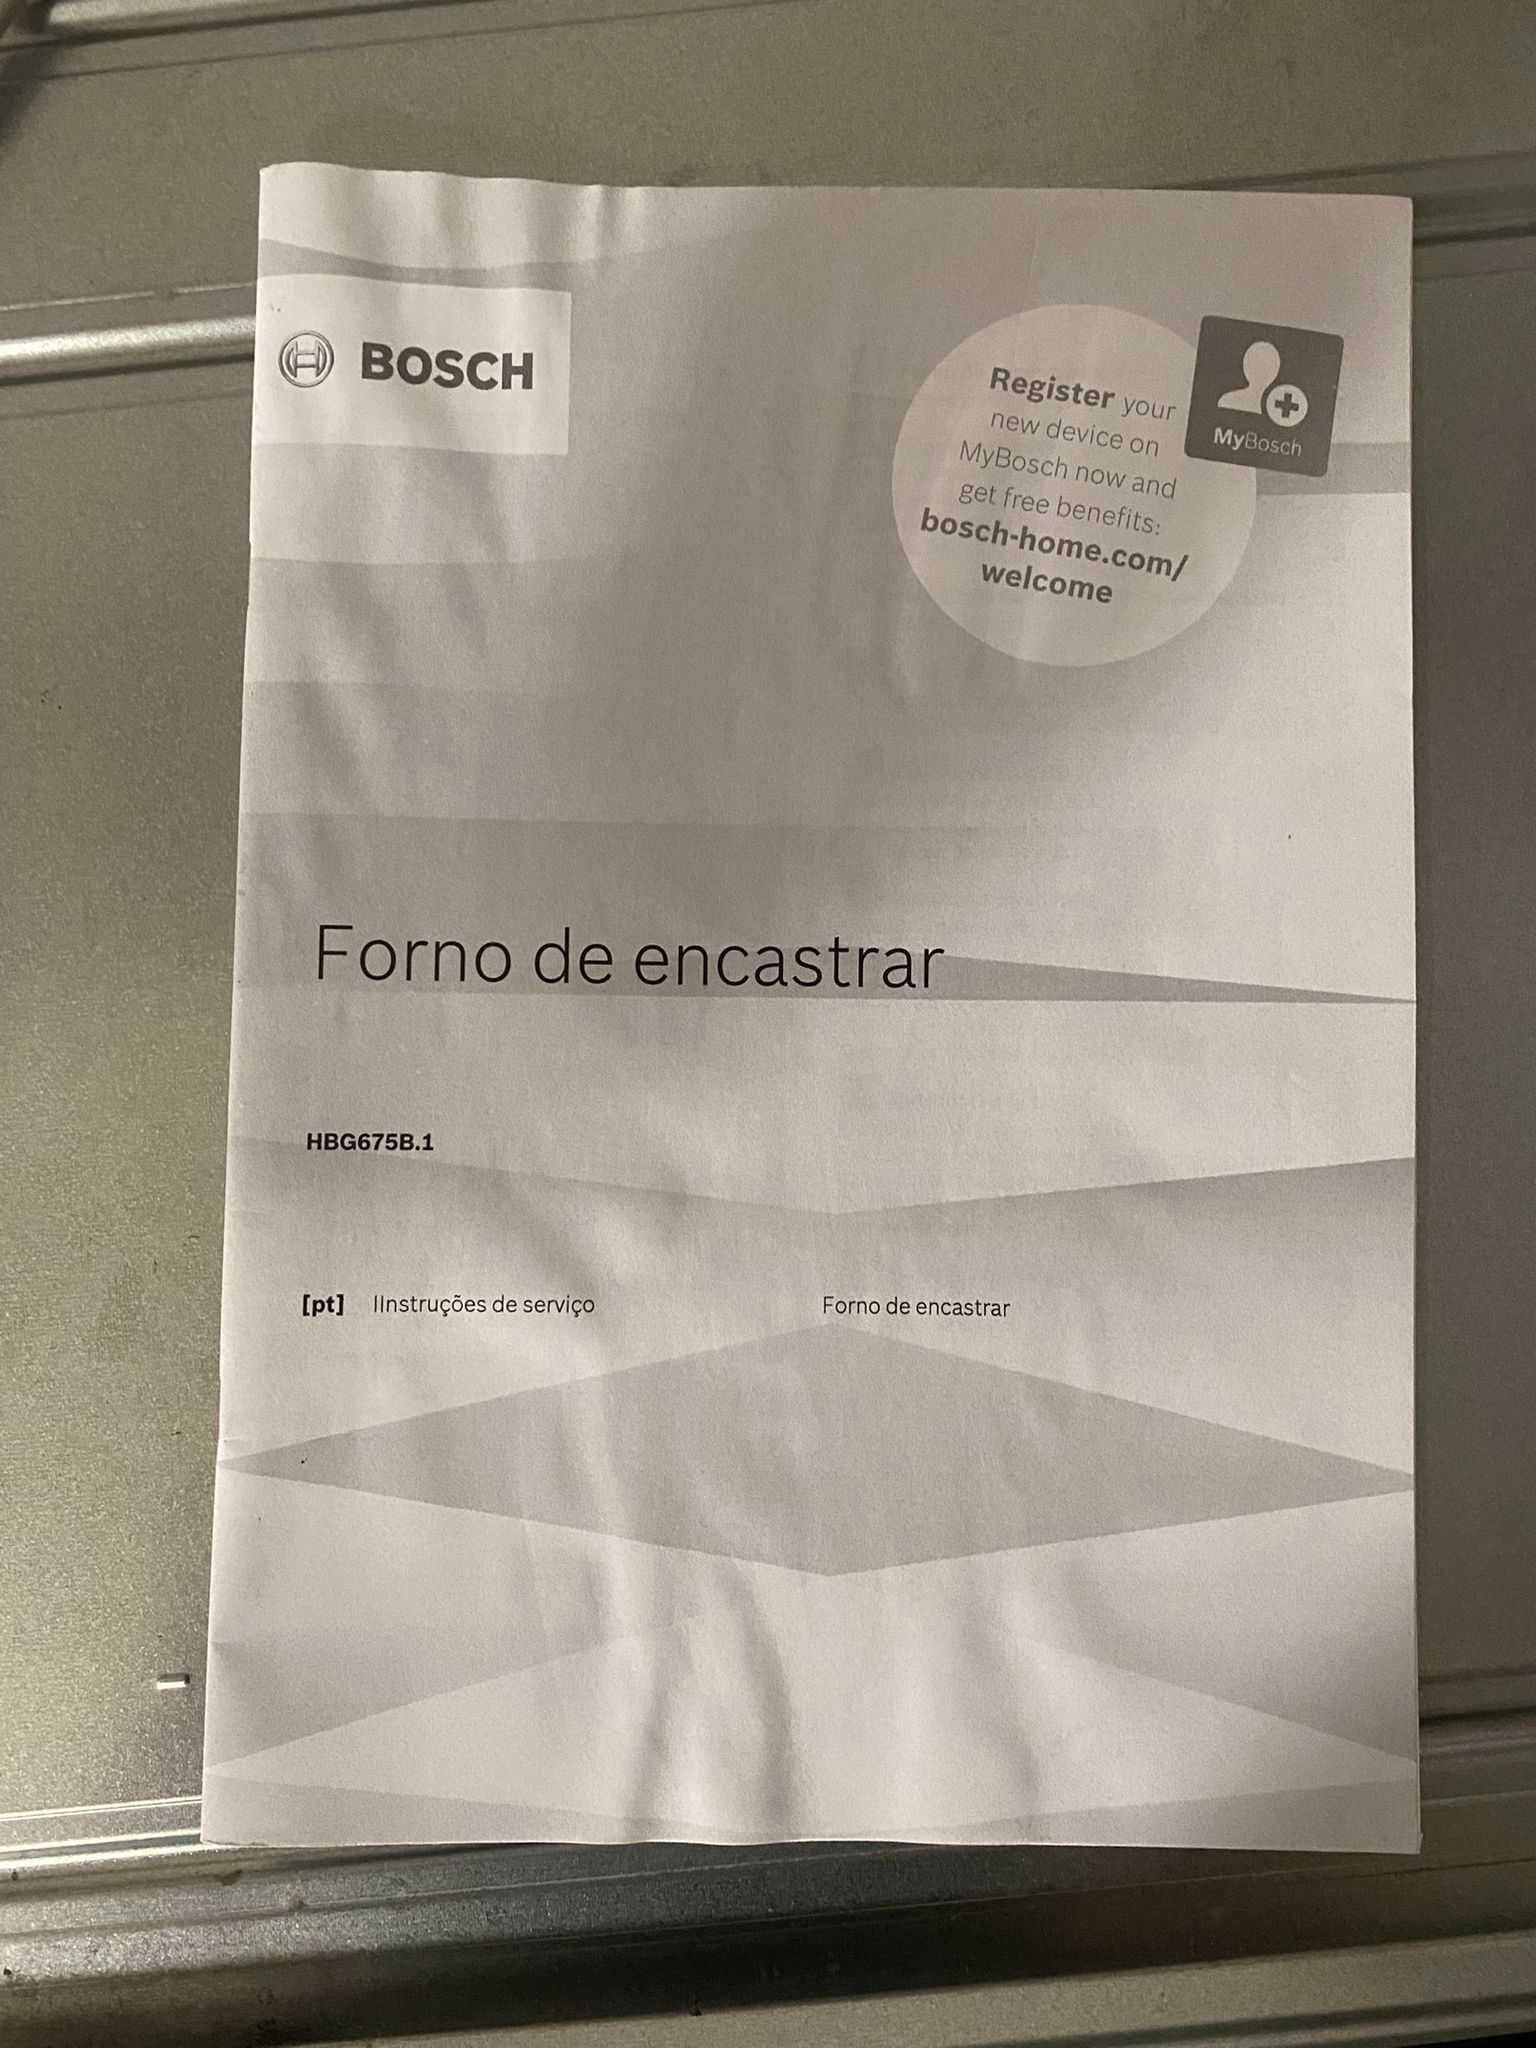 BOSCH
Register your
new device on
MyBosch now and
get free benefits:
bosch-home.com/
welcome
MyBosch
Forno de encastrar
HBG675B.1
[pt] IInstruções de serviço Forno de encastrar